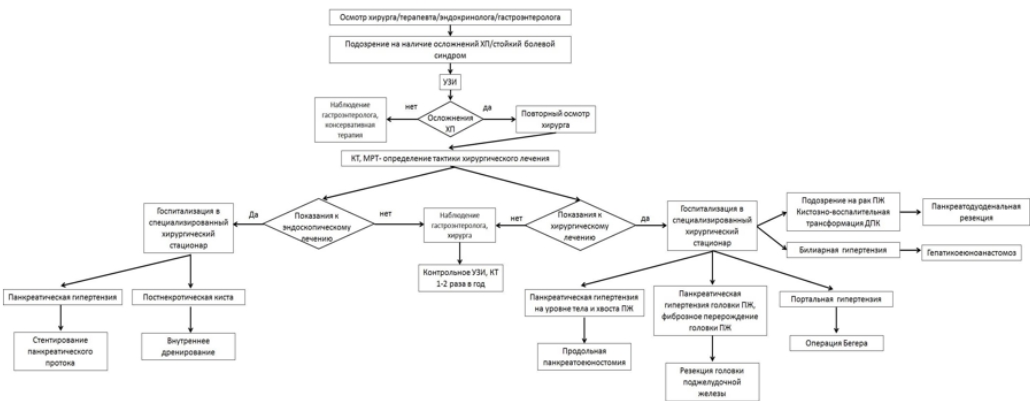 Осмотр хирурга/терапевта/эндокринолога/гастроэнтеролога
Подозрение на наличие осложнений ХП/стойкий болевой
синдром
УЗИ
Наблюдение
гастроэнтеролога,
консервативная
терапия
нет
Осложнения
ХП
да
Повторный осмотр
хирурга
КТ, МРТ- определение тактики хирургического лечения
Госпитализация в
специализированный
хирургический
стационар
Да
Показания к
эндоскопическому
лечению
нет
Наблюдение
гастроэнтеролога,
хирурга
нет
Показания к
хирургическому
лечению
да
Госпитализация в
специализированный
хирургический
стационар
Подозрение на рак ПЖ
Кистозно-воспалительная
трансформация ДПК
Панкреатодуоденальная
резекция
Билиарная гипертензия
Гепатикоеюноанастомоз
Контрольное УЗИ, КТ
1-2 раза в год
Панкреатическая гипертензия
Постнекротическая киста
Панкреатическая гипертензия
на уровне тела и хвоста ПЖ
Панкреатическая
гипертензия головки ПЖ,
фиброзное перерождение
головки ПЖ
Портальная гипертензия
Стентирование
панкреатического
протока
Внутреннее
дренирование
Продольная
панкреатоеюностомия
Резекция головки
поджелудочной
железы
Операция Бегера